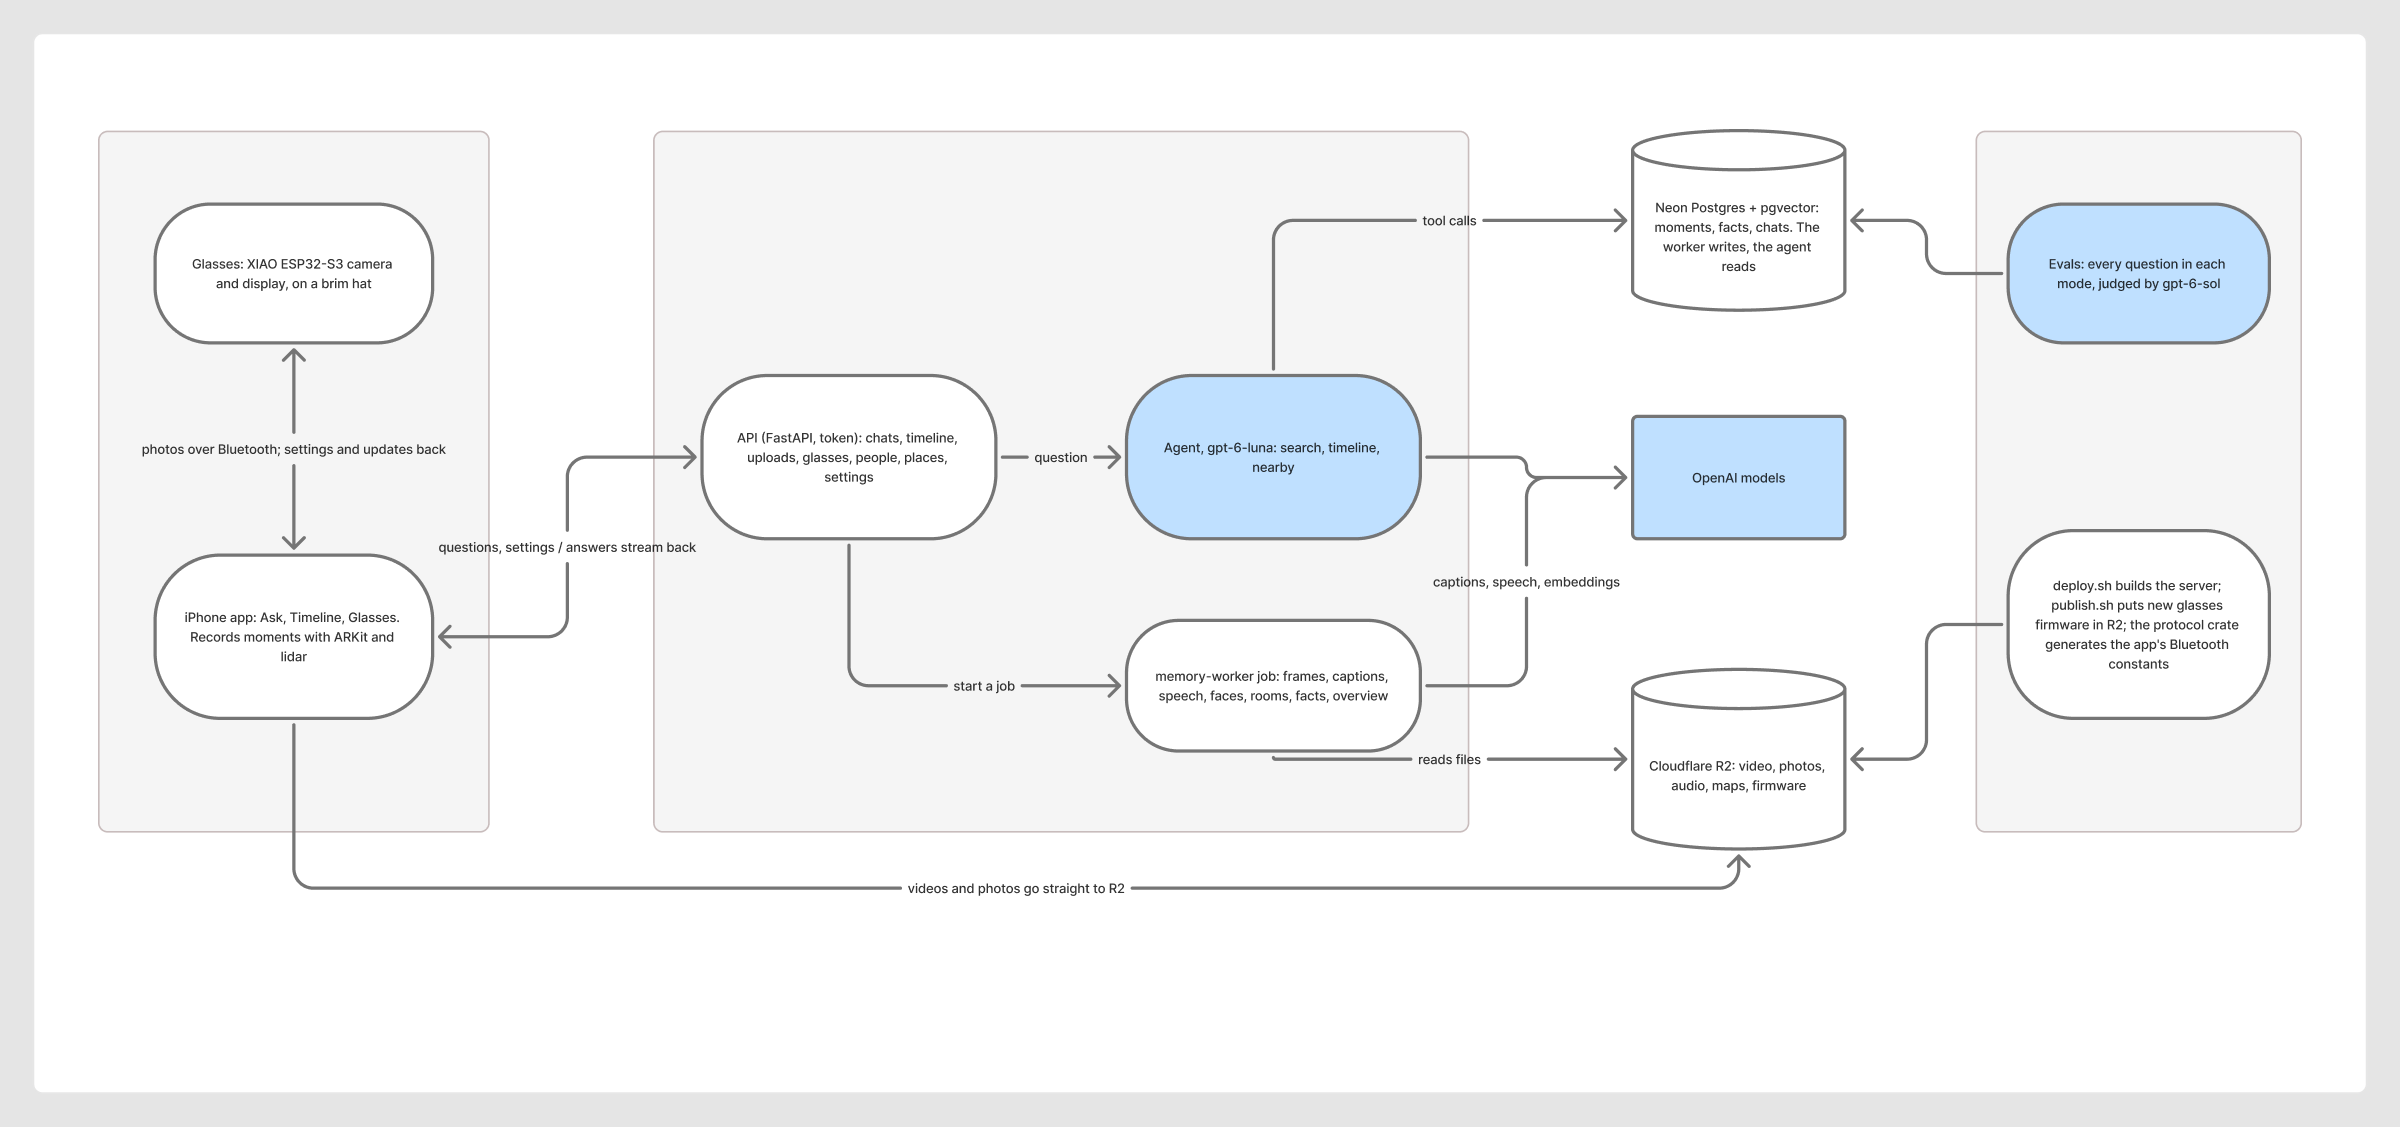 Glasses: XIAO ESP32-S3 camera
and display, on a brim hat
photos over Bluetooth; settings and updates back
iPhone app: Ask, Timeline, Glasses.
Records moments with ARKit and
lidar
questions, settings / answers stream back
API (FastAPI, token): chats, timeline,
uploads, glasses, people, places,
settings
question
Agent, gpt-6-luna: search, timeline,
nearby
start a job
memory-worker job: frames, captions,
speech, faces, rooms, facts, overview
tool calls
captions, speech, embeddings
reads files
videos and photos go straight to R2
Neon Postgres + pgvector:
moments, facts, chats. The
worker writes, the agent
reads
OpenAI models
Cloudflare R2: video, photos,
audio, maps, firmware
Evals: every question in each
mode, judged by gpt-6-sol
deploy.sh builds the server;
publish.sh puts new glasses
firmware in R2; the protocol crate
generates the app's Bluetooth
constants